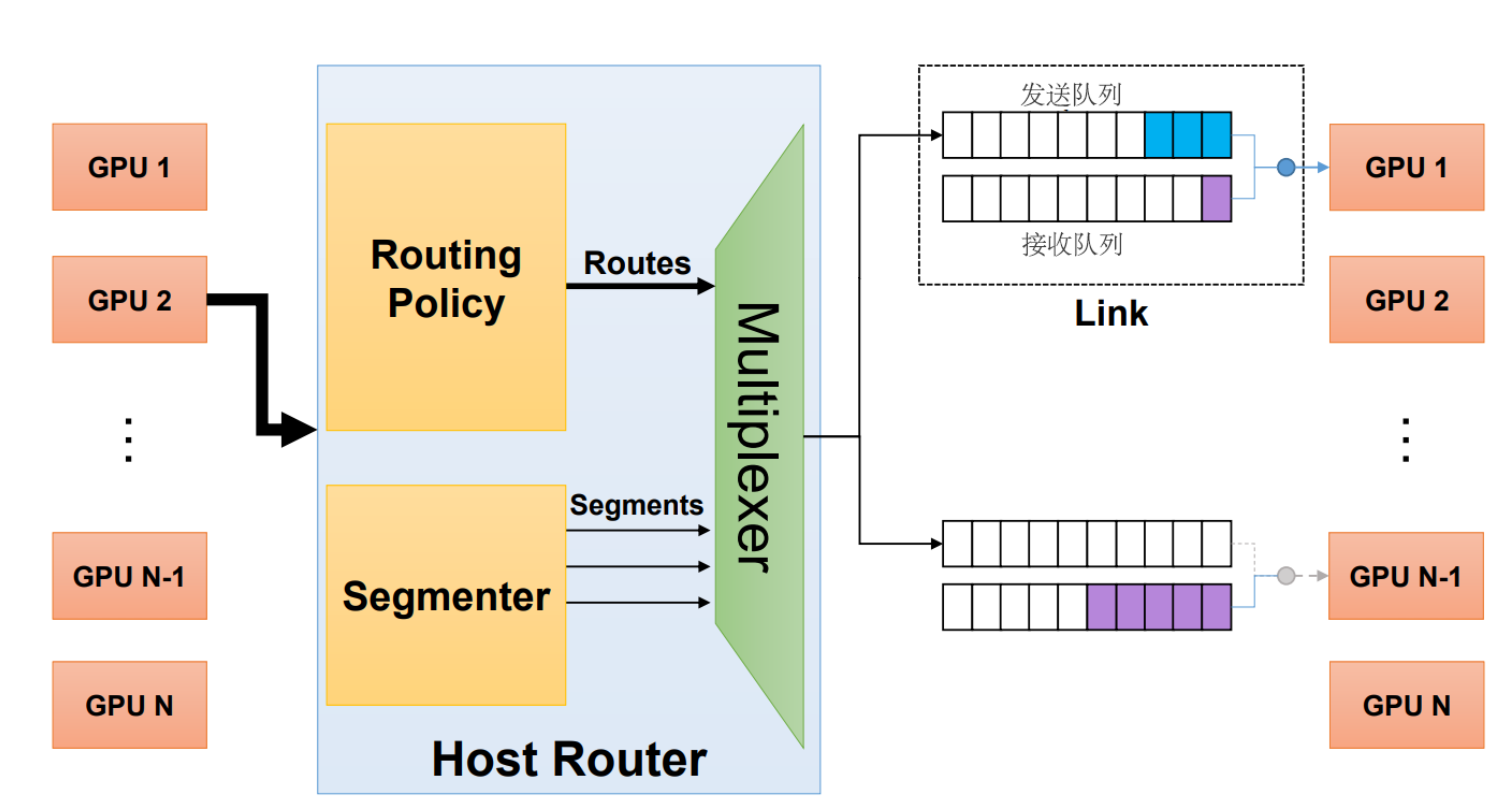 GPU 1
GPU 2
⋮
GPU N-1
GPU N
Routing
Policy
Routes
Segmenter
Segments
Multiplexer
Host Router
发送队列
接收队列
Link
GPU 1
GPU 2
⋮
GPU N-1
GPU N